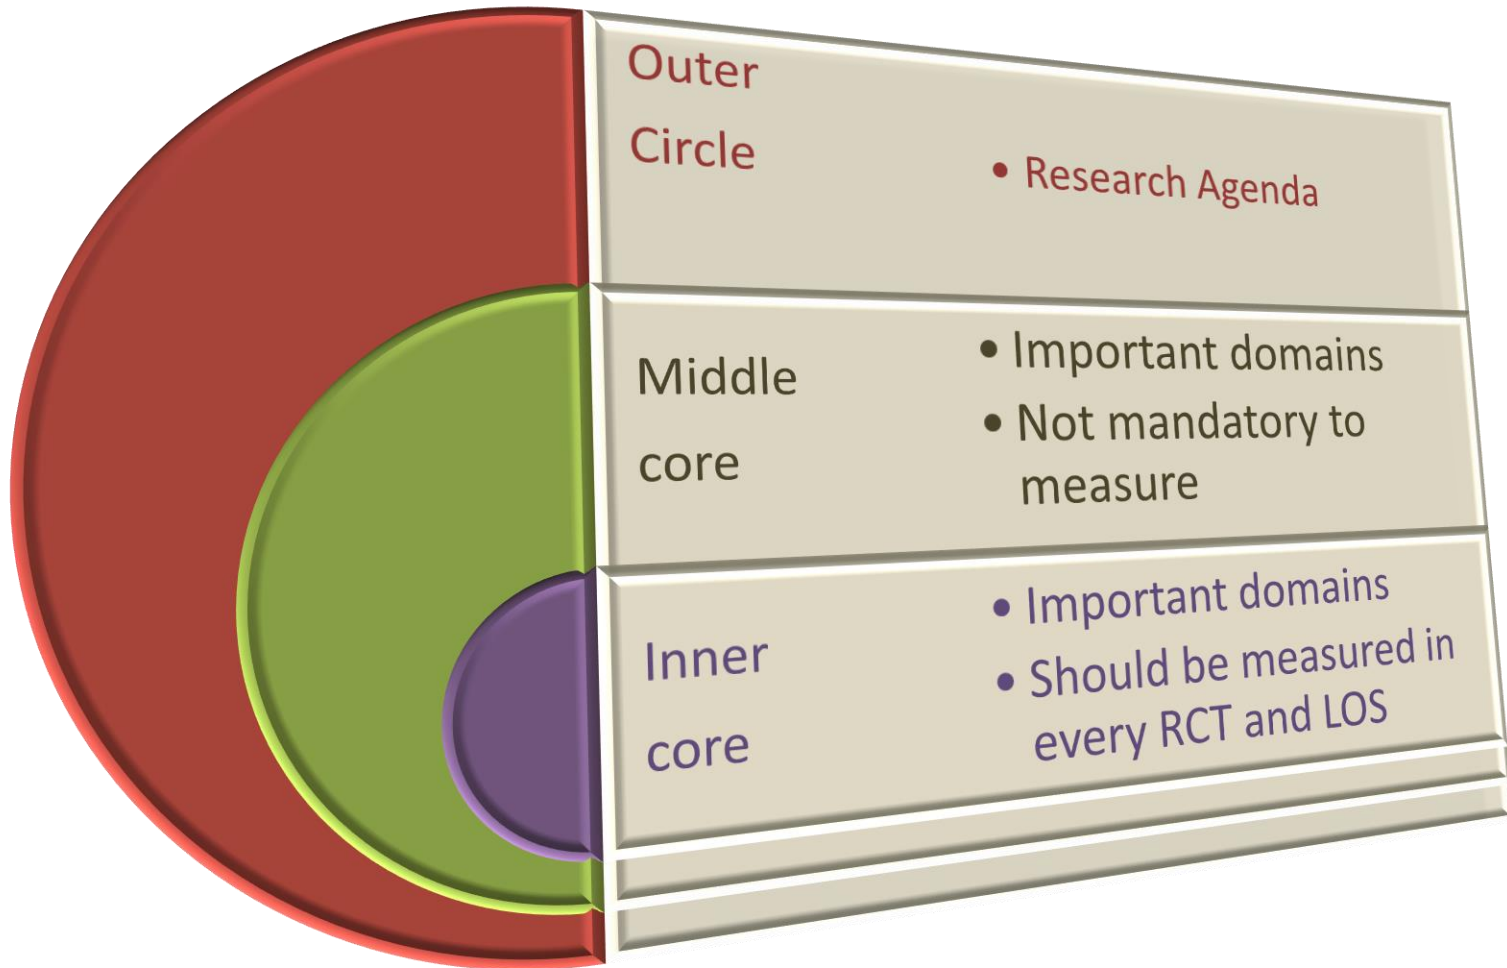 Outer
Circle
• Research Agenda
Middle
core
• Important domains
• Not mandatory to
measure
Inner
core
• Important domains
• Should be measured in
every RCT and LOS